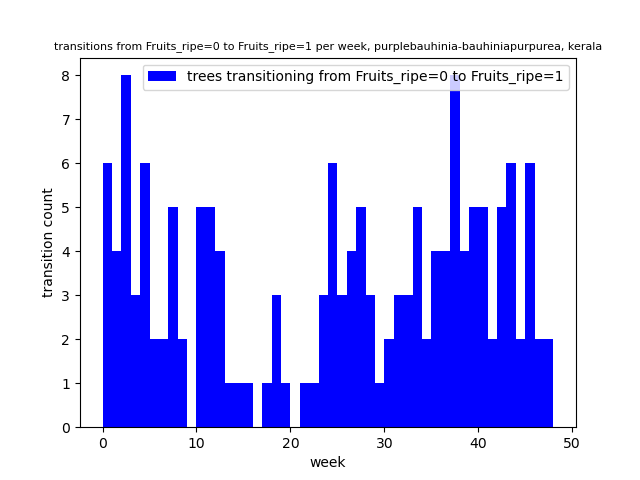 transitions from Fruits_ripe=0 to Fruits_ripe=1 per week, purplebauhinia-bauhiniapurpurea, kerala
trees transitioning from Fruits_ripe=0 to Fruits_ripe=1
8
7
6
5
4
3
2
1
0
transition count
0 10 20 30 40 50
week